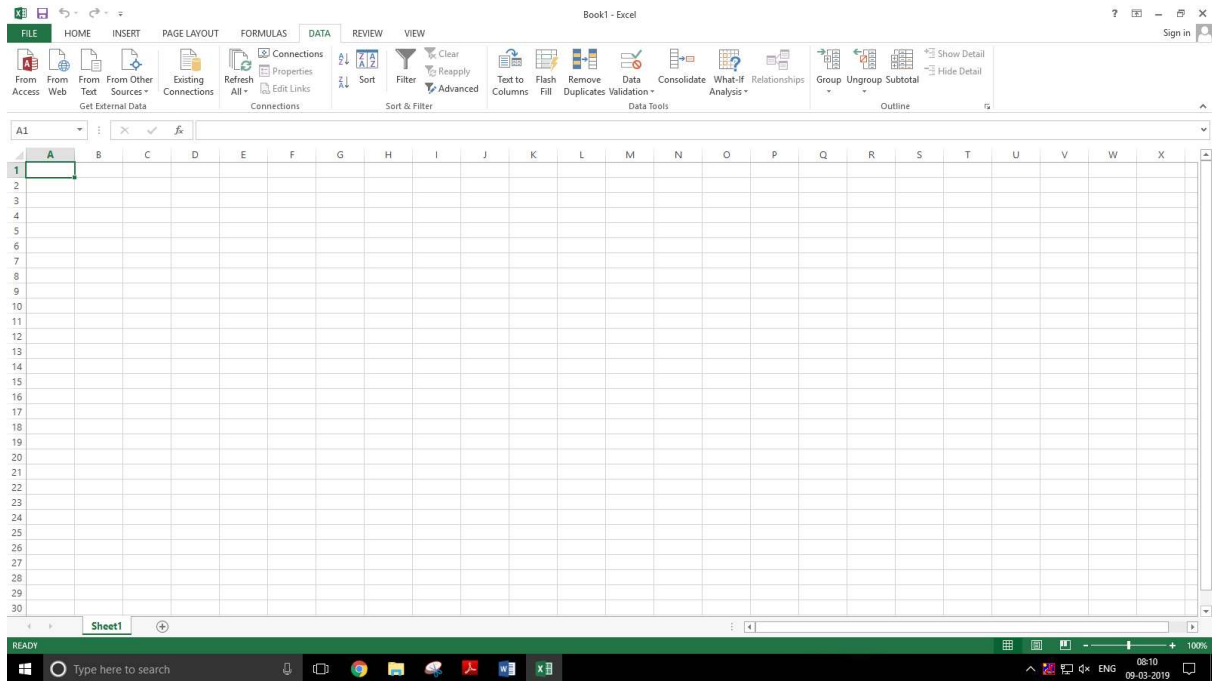 Book1 - Excel
?
Sign in
FILE HOME INSERT PAGE LAYOUT FORMULAS DATA REVIEW VIEW
From Access
From Web
From Text
From Other Sources
Existing Connections
Get External Data
Refresh All
Connections
Properties
Edit Links
Connections
Sort
Filter
Clear
Reapply
Advanced
Sort & Filter
Text to Columns
Flash Fill
Remove Duplicates
Data Validation
Consolidate
What-If Analysis
Relationships
Data Tools
Group
Ungroup
Subtotal
Show Detail
Hide Detail
Outline
A1
fx
A B C D E F G H I J K L M N O P Q R S T U V W X
1
2
3
4
5
6
7
8
9
10
11
12
13
14
15
16
17
18
19
20
21
22
23
24
25
26
27
28
29
30
Sheet1
READY
100%
Type here to search
ENG
08:10
09-03-2019